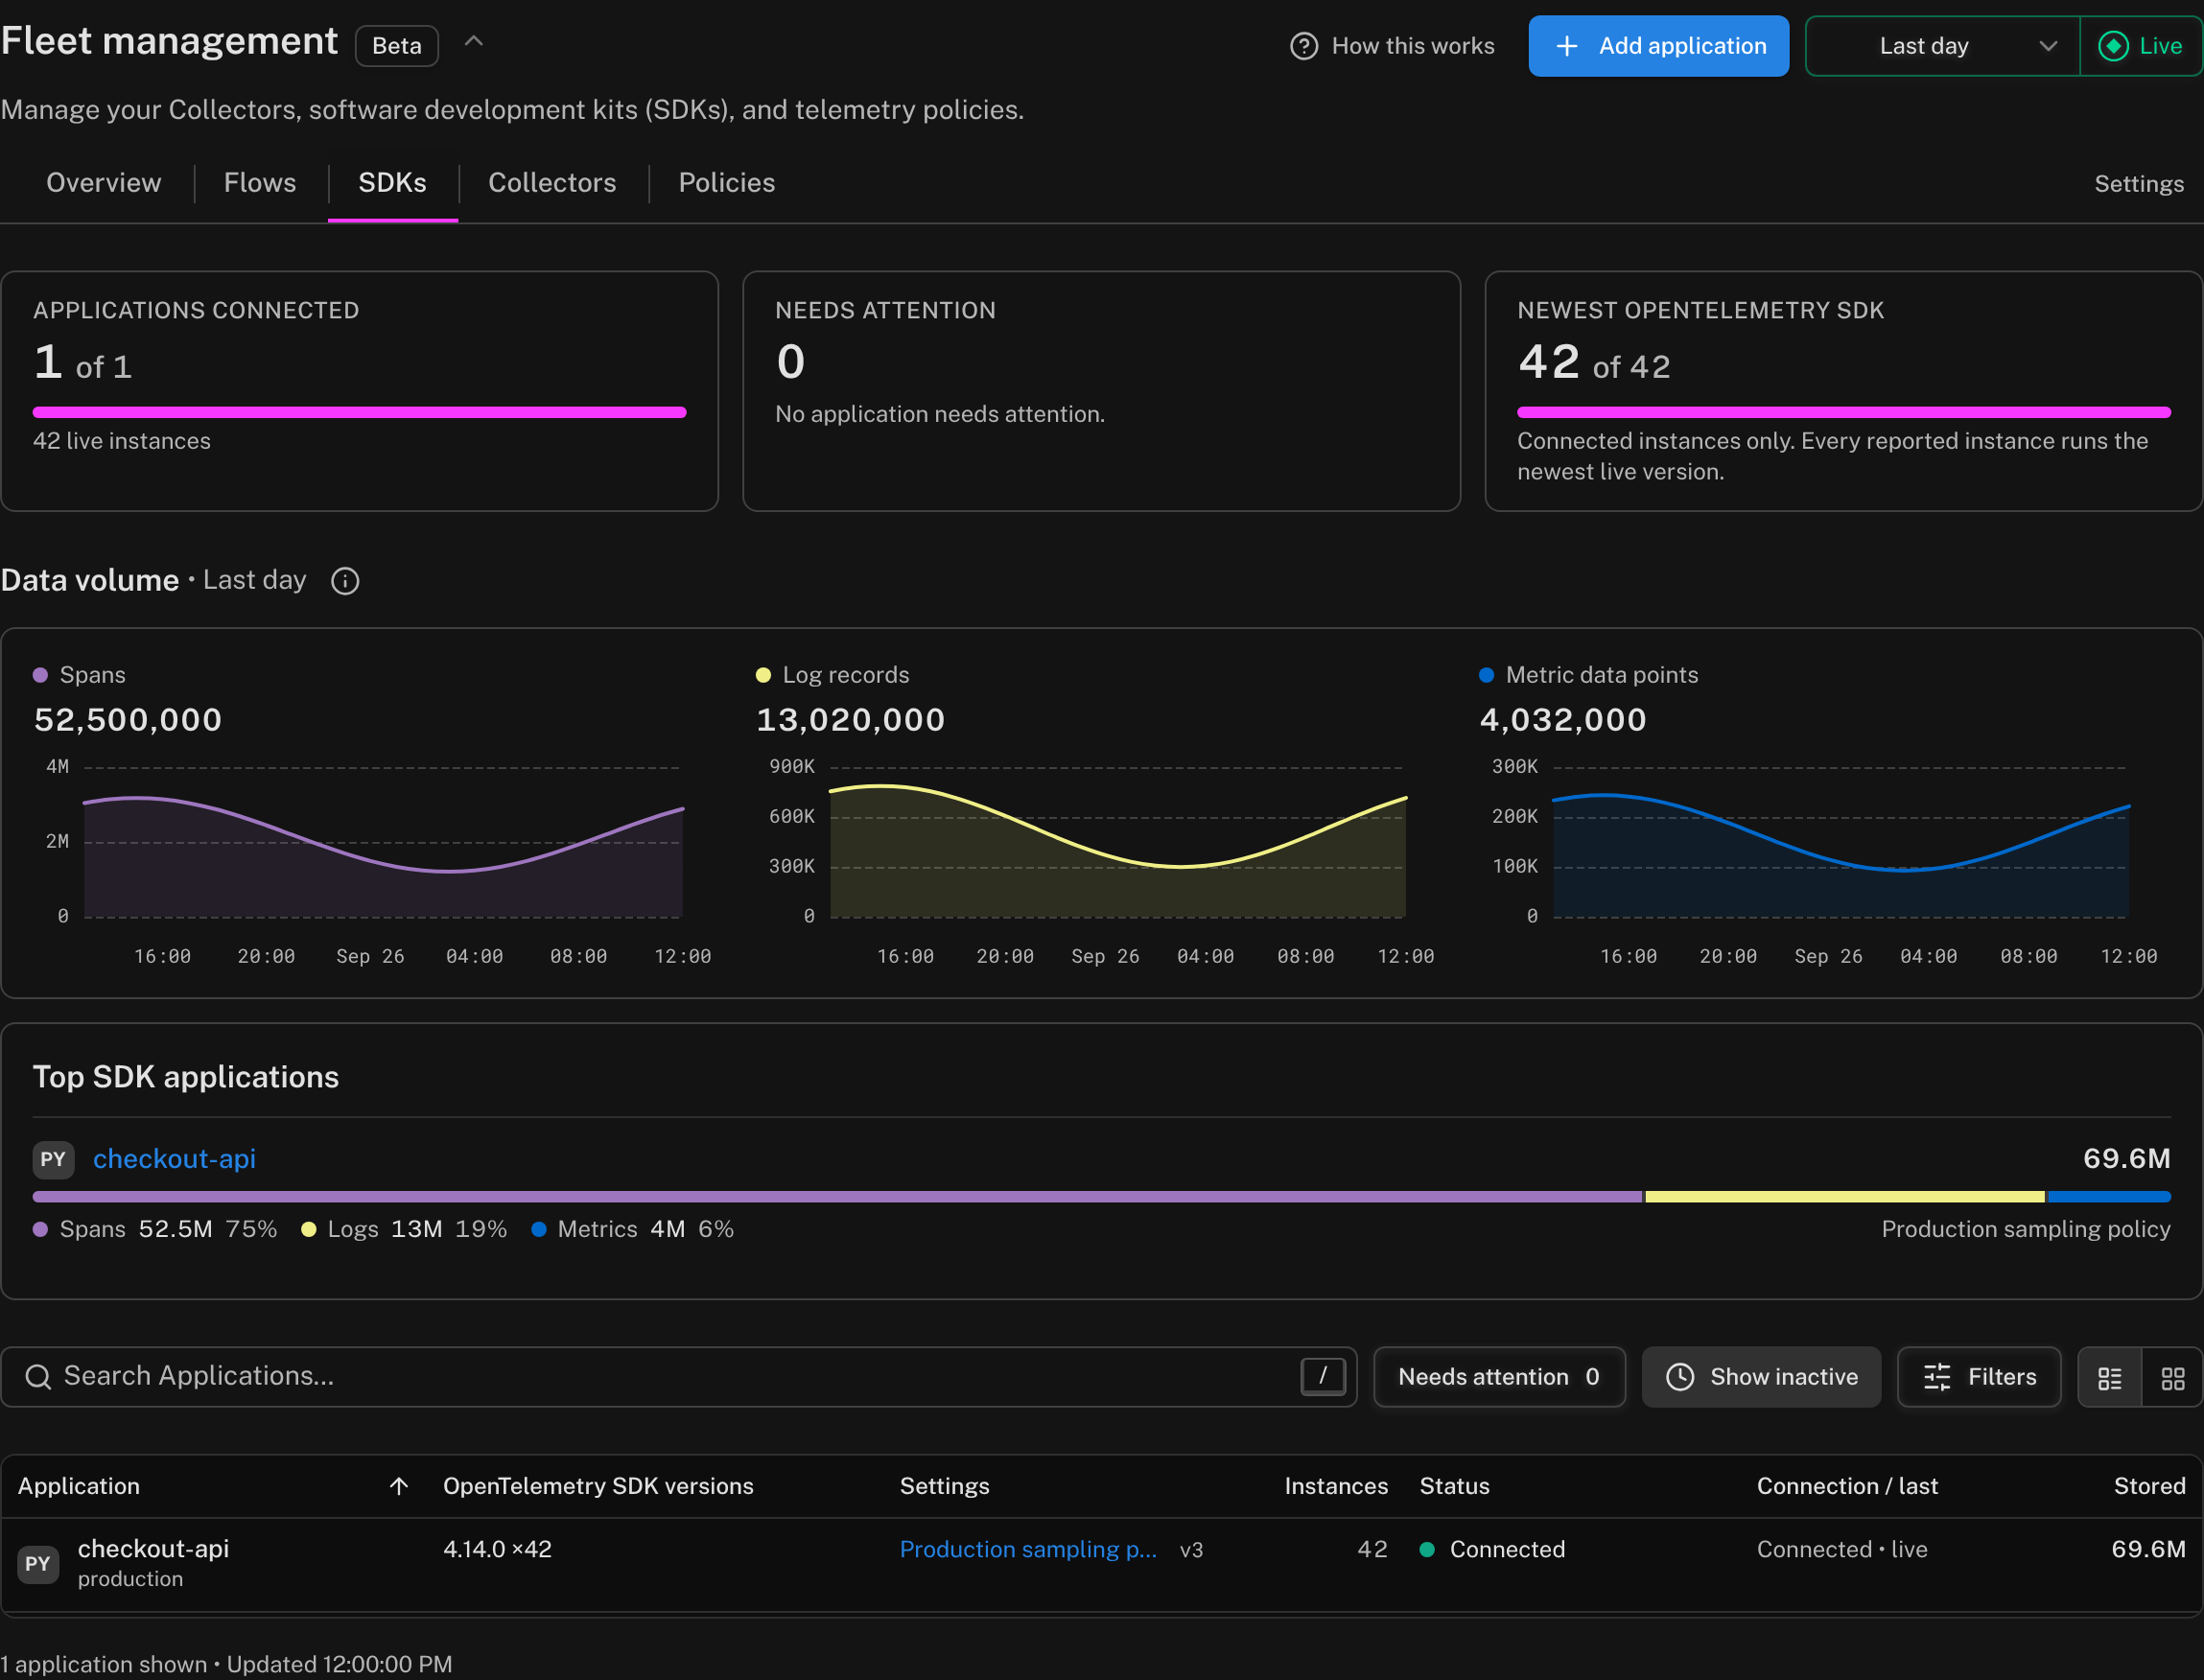 Fleet management Beta
How this works
Add application
Last day
Live
Manage your Collectors, software development kits (SDKs), and telemetry policies.
Overview
Flows
SDKs
Collectors
Policies
Settings
APPLICATIONS CONNECTED
1 of 1
42 live instances
NEEDS ATTENTION
0
No application needs attention.
NEWEST OPENTELEMETRY SDK
42 of 42
Connected instances only. Every reported instance runs the
newest live version.
Data volume • Last day
Spans
52,500,000
4M
2M
0
16:00 20:00 Sep 26 04:00 08:00 12:00
Log records
13,020,000
900K
600K
300K
0
16:00 20:00 Sep 26 04:00 08:00 12:00
Metric data points
4,032,000
300K
200K
100K
0
16:00 20:00 Sep 26 04:00 08:00 12:00
Top SDK applications
PY checkout-api 69.6M
Spans 52.5M 75% Logs 13M 19% Metrics 4M 6% Production sampling policy
Search Applications... /
Needs attention 0
Show inactive
Filters
Application OpenTelemetry SDK versions Settings Instances Status Connection / last Stored
PY checkout-api 4.14.0 ×42 Production sampling p... v3 42 Connected Connected • live 69.6M
production
1 application shown • Updated 12:00:00 PM